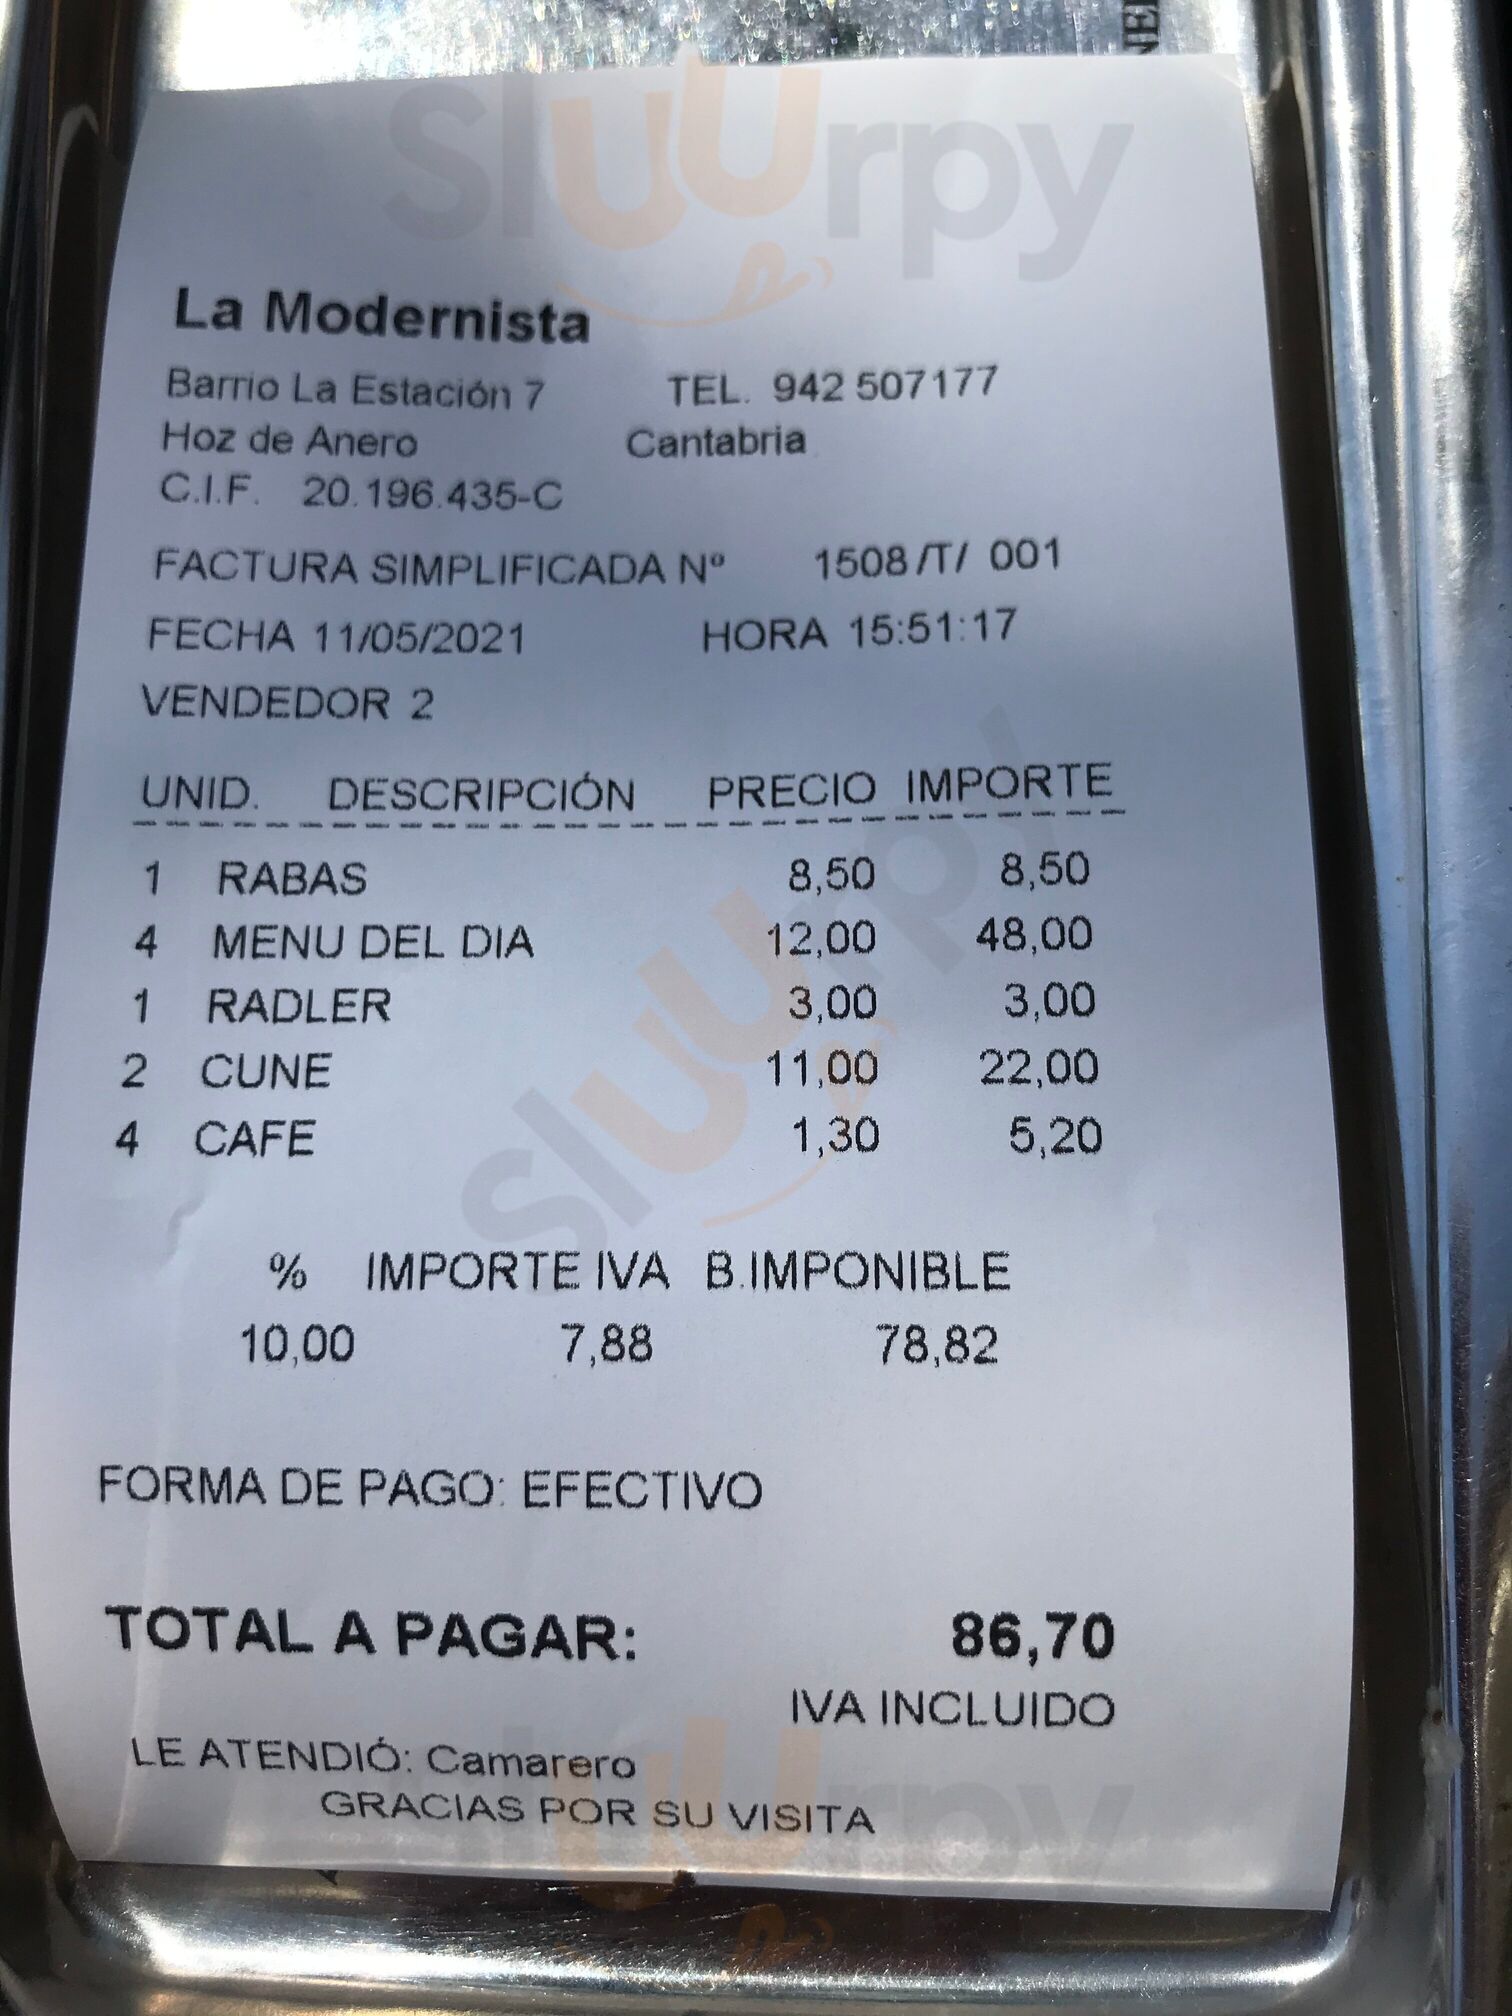 Sluurpy
La Modernista
Barrio La Estación 7 TEL. 942 507177
Hoz de Anero Cantabria
C.I.F. 20.196.435-C
FACTURA SIMPLIFICADA Nº 1508 /T/ 001
FECHA 11/05/2021 HORA 15:51:17
VENDEDOR 2
UNID. DESCRIPCIÓN PRECIO IMPORTE
1 RABAS 8,50 8,50
4 MENU DEL DIA 12,00 48,00
1 RADLER 3,00 3,00
2 CUNE 11,00 22,00
4 CAFE 1,30 5,20
Sluurpy
% IMPORTE IVA B.IMPONIBLE
10,00 7,88 78,82
FORMA DE PAGO: EFECTIVO
TOTAL A PAGAR: 86,70
IVA INCLUIDO
LE ATENDIÓ: Camarero
GRACIAS POR SU VISITA
Sluurpy